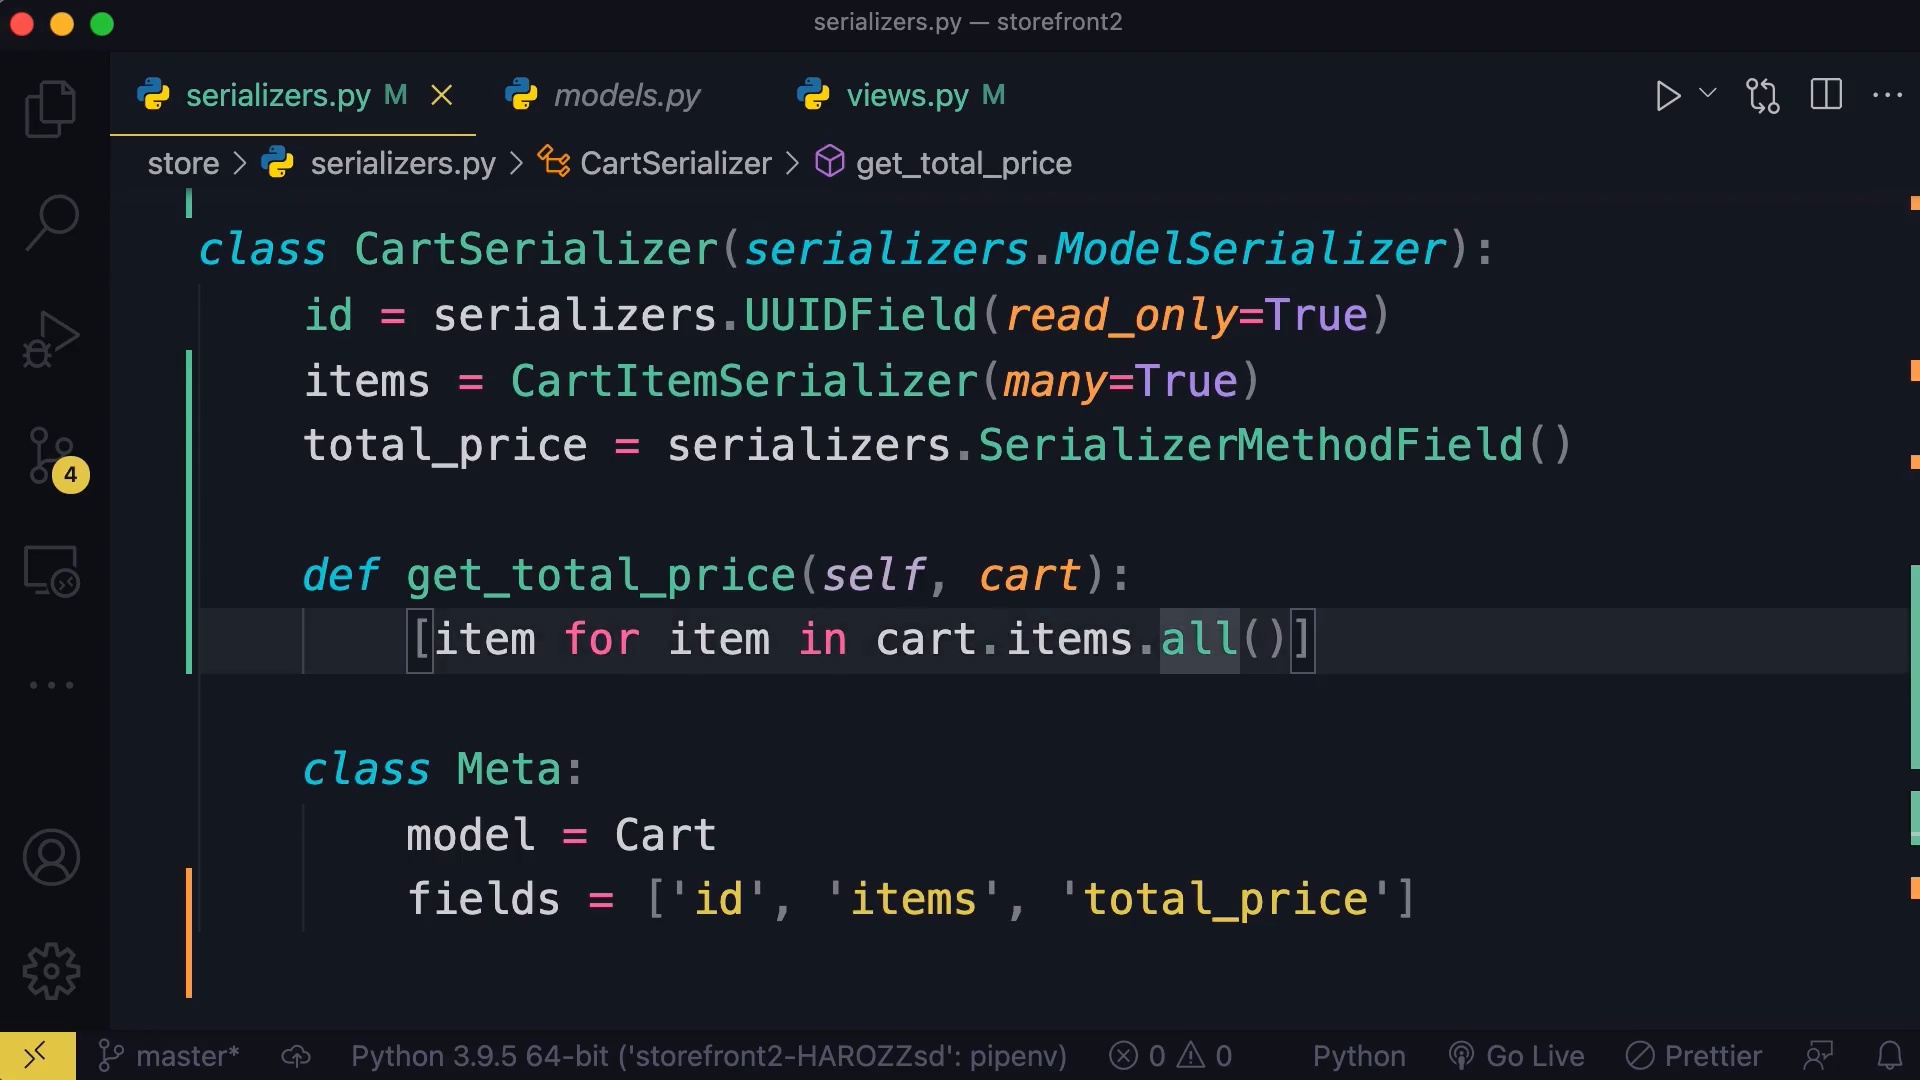 serializers.py — storefront2
serializers.py M models.py views.py M
store > serializers.py > CartSerializer > get_total_price
class CartSerializer(serializers.ModelSerializer):
id = serializers.UUIDField(read_only=True)
items = CartItemSerializer(many=True)
total_price = serializers.SerializerMethodField()
def get_total_price(self, cart):
[item for item in cart.items.all()]
class Meta:
model = Cart
fields = ['id', 'items', 'total_price']
4
master* Python 3.9.5 64-bit ('storefront2-HAROZZsd': pipenv) 0 0 Python Go Live Prettier